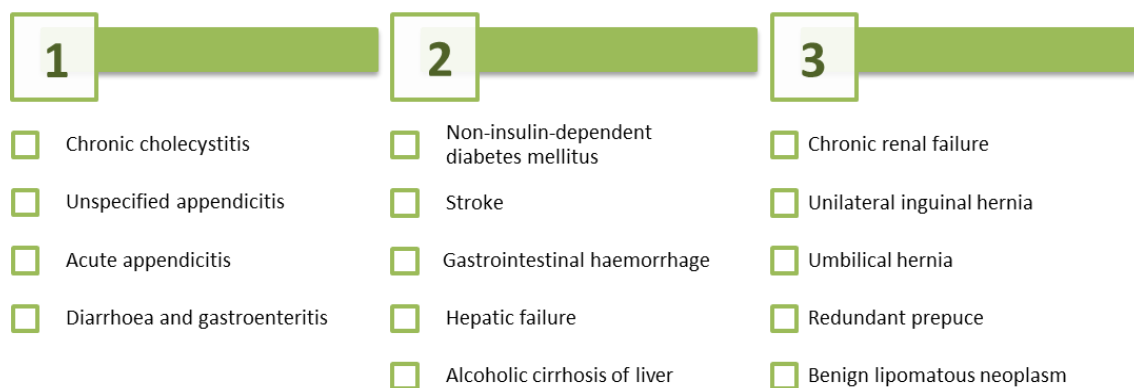 1
Chronic cholecystitis
Unspecified appendicitis
Acute appendicitis
Diarrhoea and gastroenteritis
2
Non-insulin-dependent
diabetes mellitus
Stroke
Gastrointestinal haemorrhage
Hepatic failure
Alcoholic cirrhosis of liver
3
Chronic renal failure
Unilateral inguinal hernia
Umbilical hernia
Redundant prepuce
Benign lipomatous neoplasm